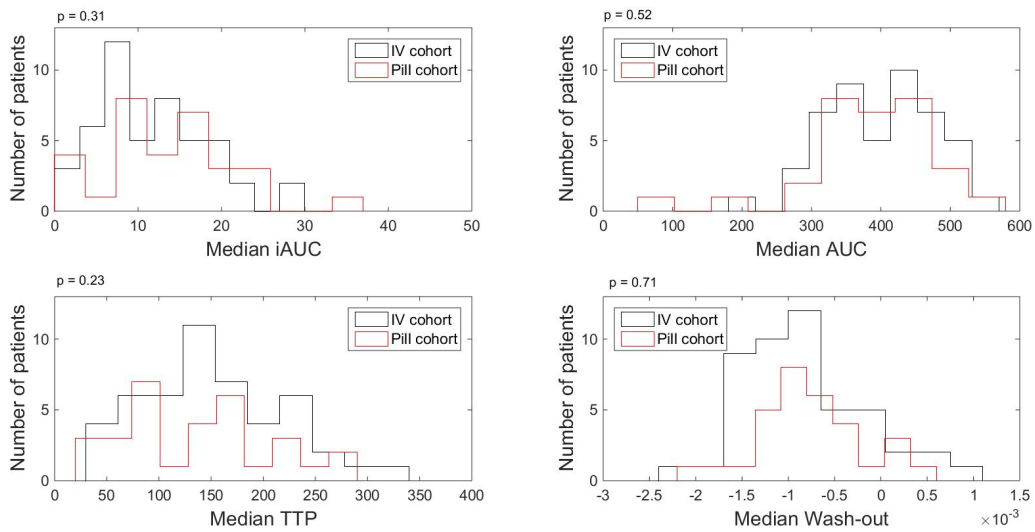 p = 0.31
Number of patients
10
5
0
IV cohort
Pill cohort
0 10 20 30 40 50
Median iAUC
p = 0.52
Number of patients
10
5
0
IV cohort
Pill cohort
0 100 200 300 400 500 600
Median AUC
p = 0.23
Number of patients
10
5
0
IV cohort
Pill cohort
0 50 100 150 200 250 300 350 400
Median TTP
p = 0.71
Number of patients
10
5
0
IV cohort
Pill cohort
-3 -2.5 -2 -1.5 -1 -0.5 0 0.5 1 1.5
Median Wash-out ×10⁻³